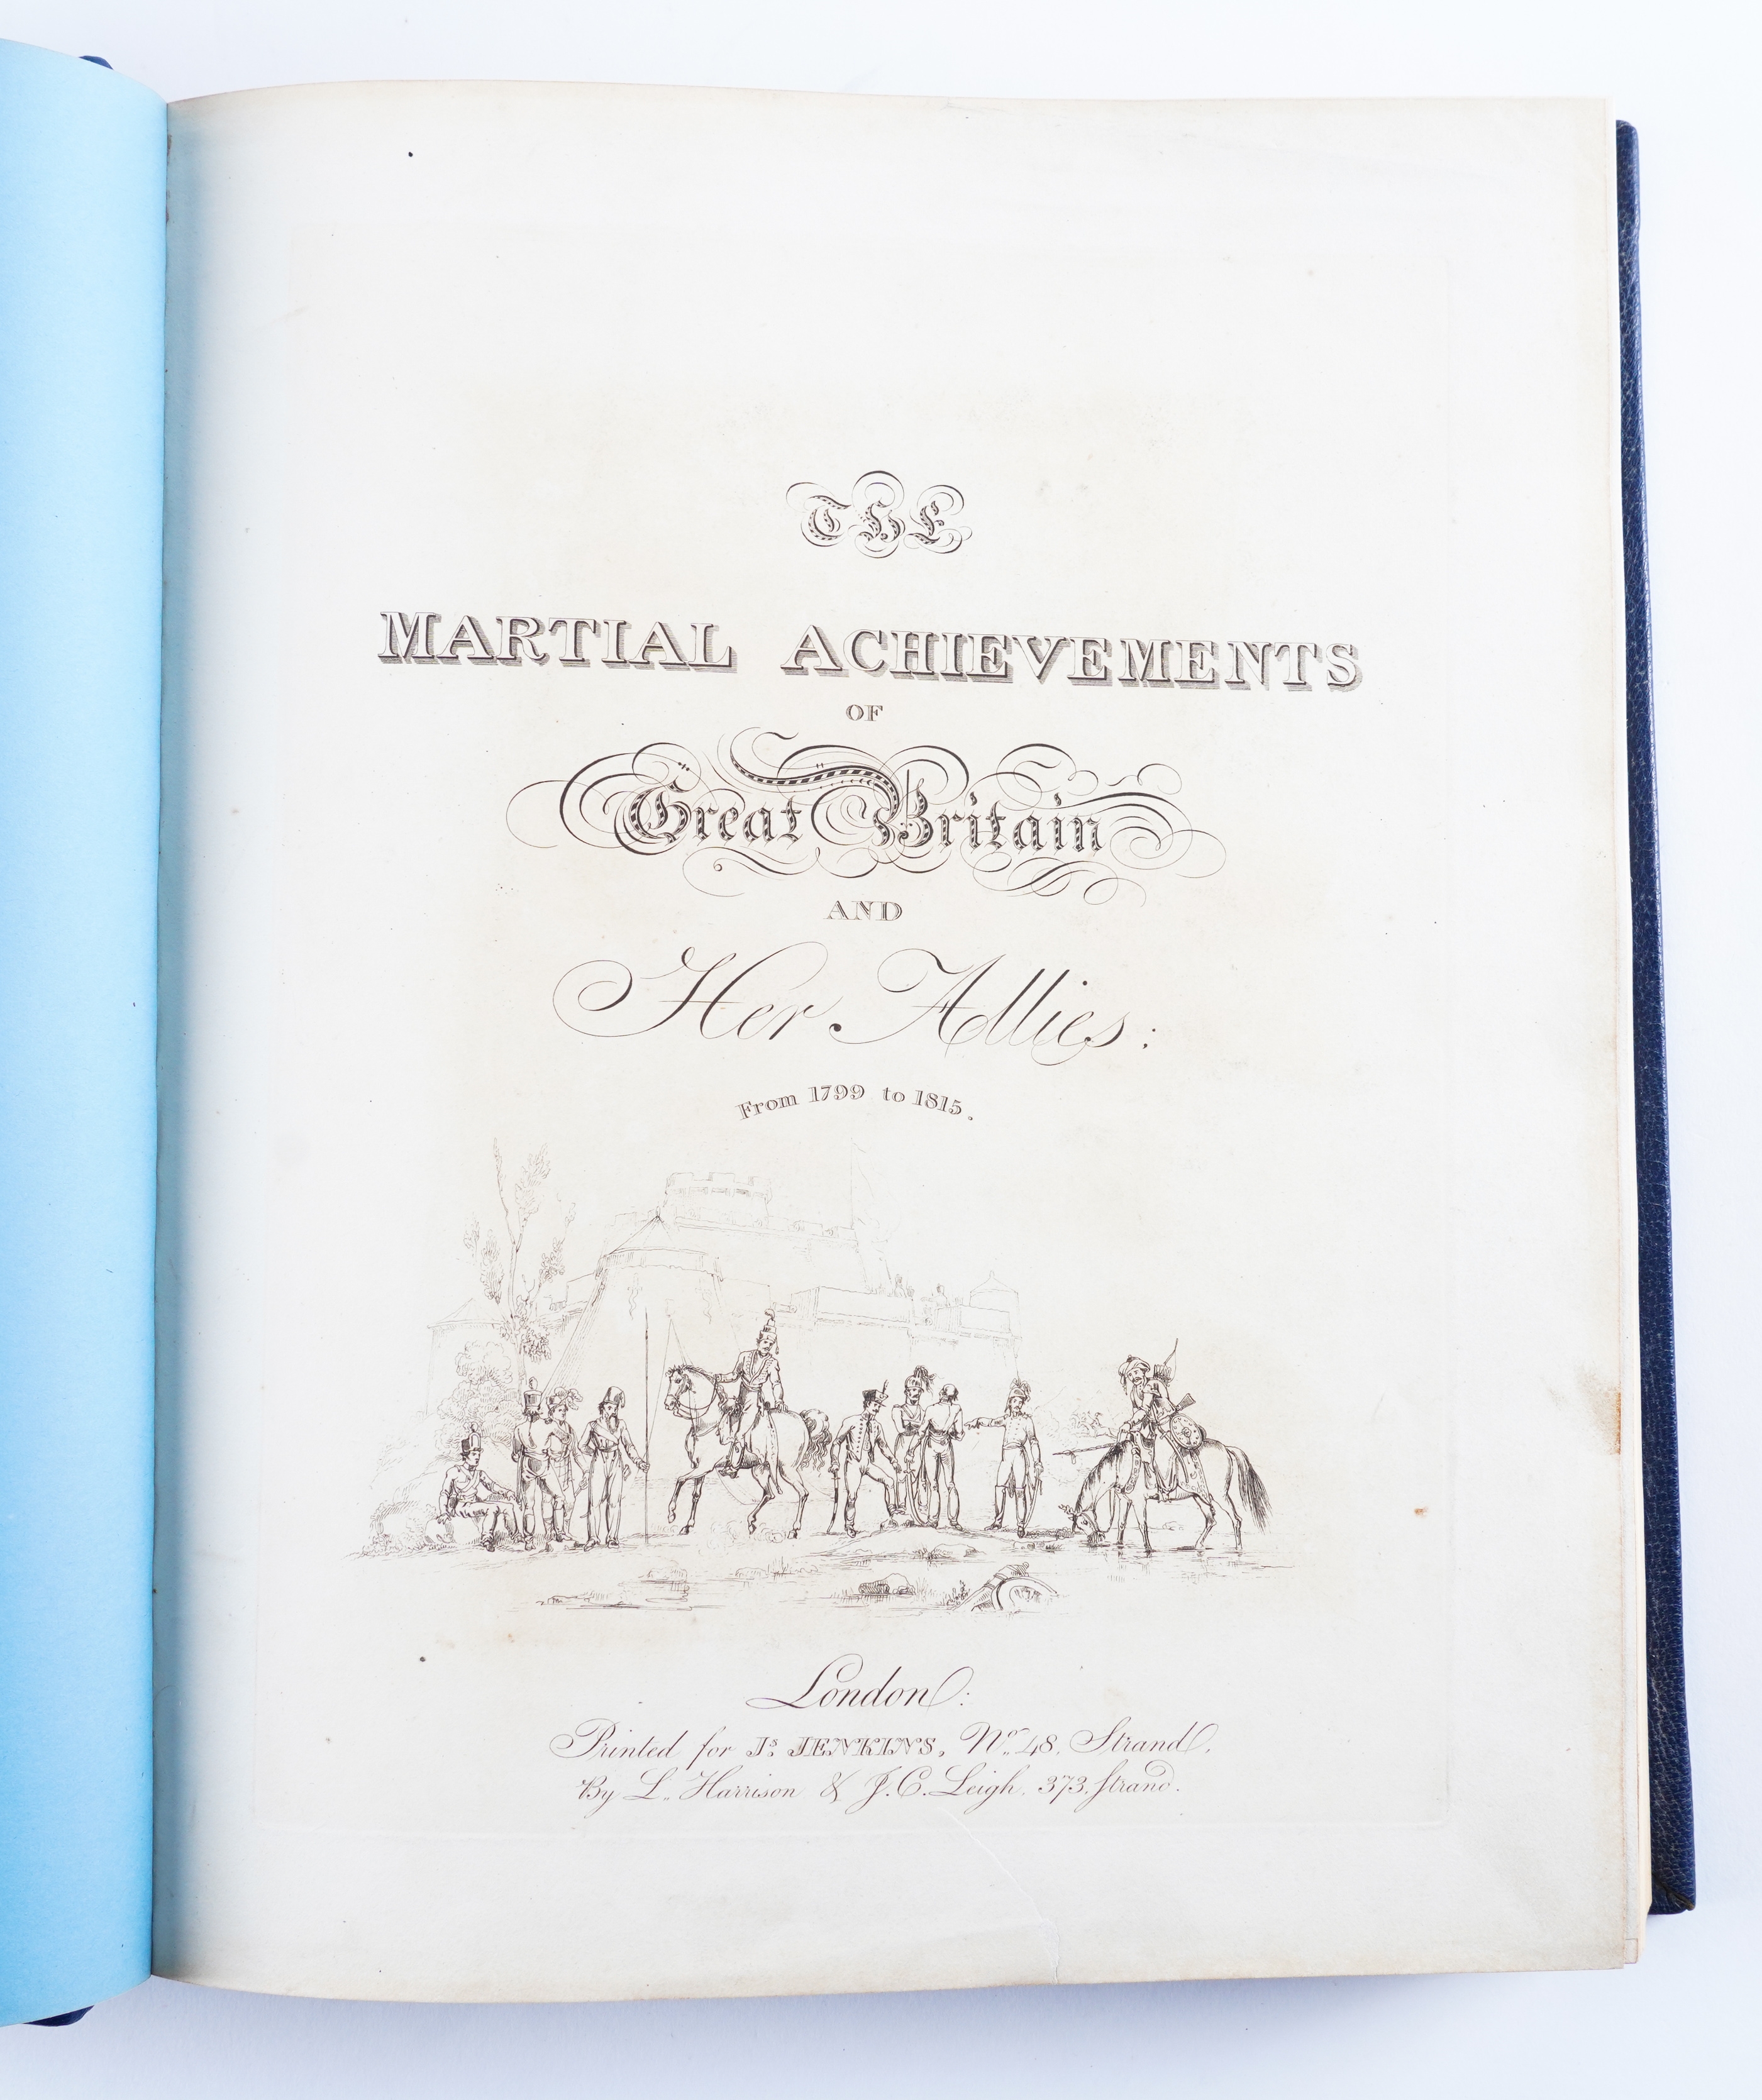 THE
MARTIAL ACHIEVEMENTS
OF
Great Britain
AND
Her Allies:
From 1799 to 1815.
London:
Printed for Js. JENKINS, No. 48, Strand,
By L. Harrison & J. C. Leigh. 373, Strand.